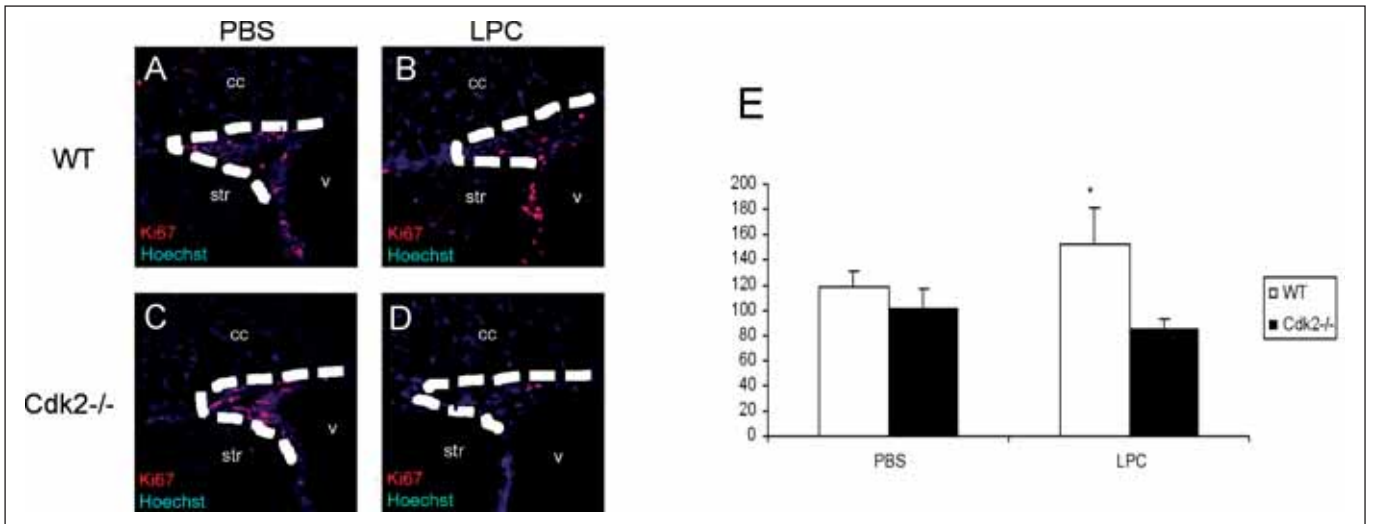 PBS
LPC
WT
A
cc
str
v
Ki67
Hoechst
B
cc
str
v
Ki67
Hoechst
Cdk2-/-
C
cc
str
v
Ki67
Hoechst
D
cc
str
v
Ki67
Hoechst
E
200
180
160
140
120
100
80
60
40
20
0
*
PBS
LPC
WT
Cdk2-/-